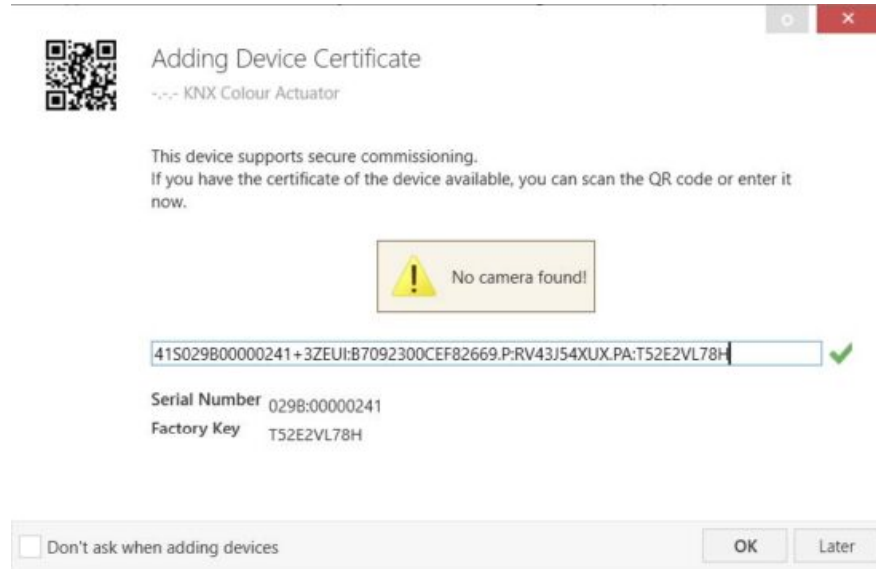 Adding Device Certificate
-.-.- KNX Colour Actuator
This device supports secure commissioning.
If you have the certificate of the device available, you can scan the QR code or enter it
now.
No camera found!
41S029B00000241+3ZEUI:B7092300CEF82669.P:RV43J54XUX.PA:T52E2VL78H
Serial Number 029B:00000241
Factory Key T52E2VL78H
Don't ask when adding devices
OK Later